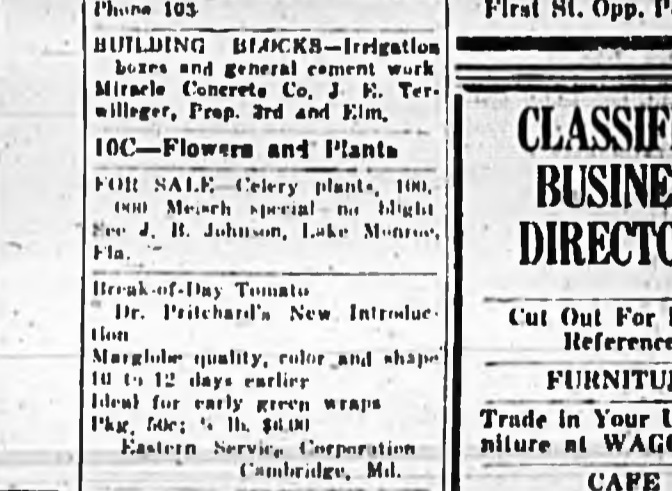 Phone 103
BUILDING BLOCKS—Irrigation
boxes and general cement work
Miracle Concrete Co. J. E. Ter-
williger, Prop. 3rd and Elm.
10C—Flowers and Plants
FOR SALE—Celery plants, 100,
000 Meisch special—no blight
See J. B. Johnson, Lake Monroe,
Fla.
Break-of-Day Tomato
Dr. Pritchard's New Introduc-
tion
Marglobe quality, color and shape
10 to 12 days earlier
Ideal for early green wraps
Pkg. 50c; ¼ lb. $6.00
Eastern Service Corporation
Cambridge, Md.
First St. Opp. P
CLASSIF
BUSINE
DIRECTO
Cut Out For
Reference
FURNITU
Trade in Your
niture at WAG
CAFE